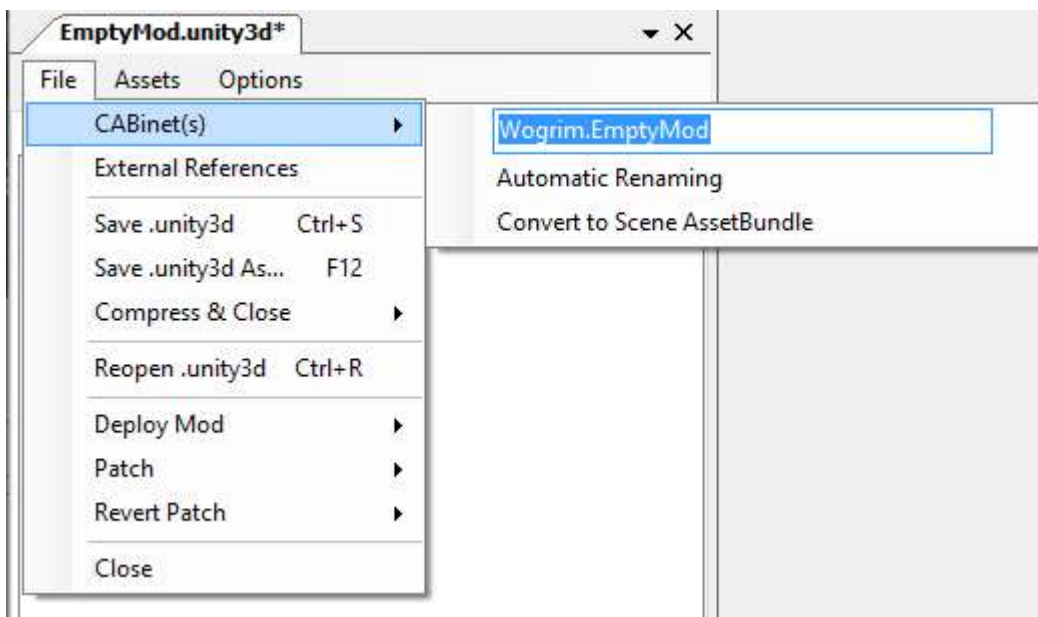 EmptyMod.unity3d*
File Assets Options
CABinet(s)
Wogrim.EmptyMod
External References
Automatic Renaming
Save .unity3d Ctrl+S
Convert to Scene AssetBundle
Save .unity3d As... F12
Compress & Close
Reopen .unity3d Ctrl+R
Deploy Mod
Patch
Revert Patch
Close